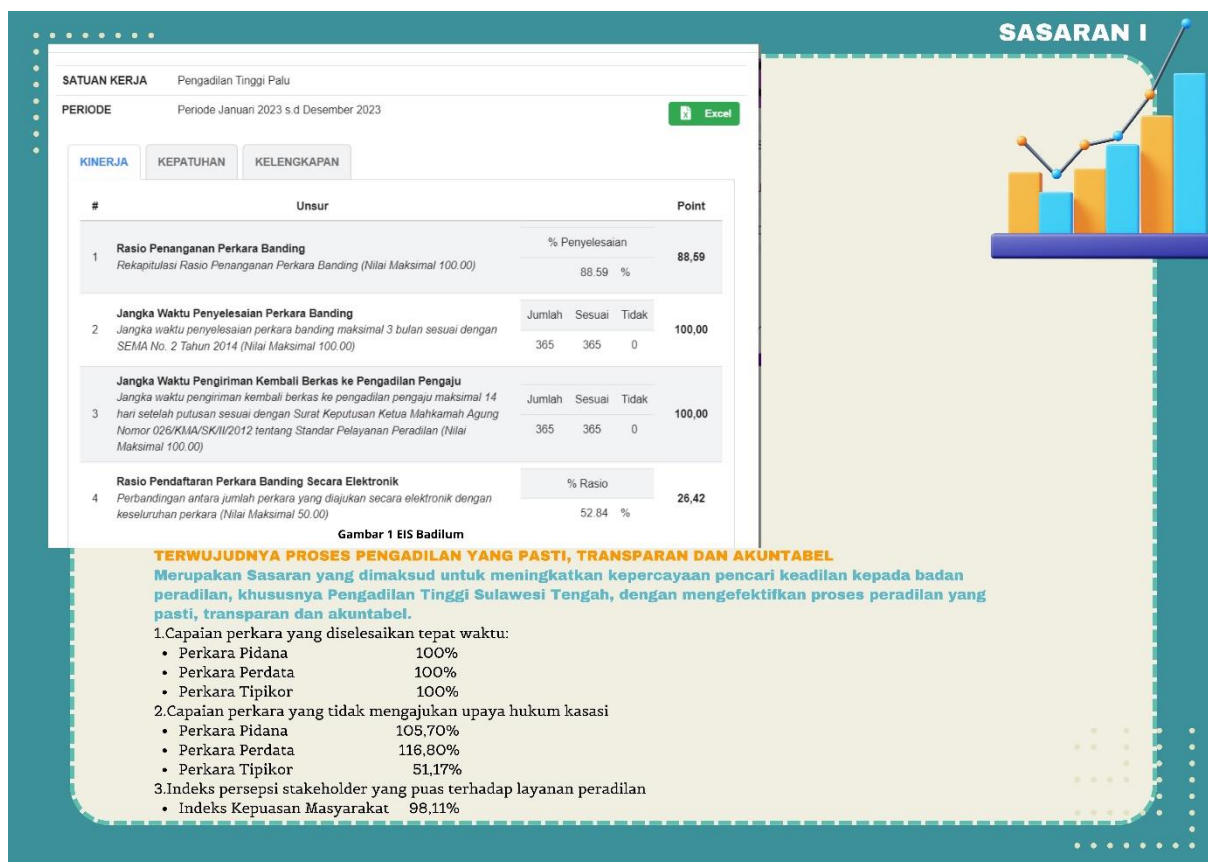 SASARAN I
SATUAN KERJA Pengadilan Tinggi Palu
PERIODE Periode Januari 2023 s.d Desember 2023
Excel
KINERJA KEPATUHAN KELENGKAPAN
# Unsur Point
1
Rasio Penanganan Perkara Banding
Rekapitulasi Rasio Penanganan Perkara Banding (Nilai Maksimal 100.00)
% Penyelesaian
88.59 %
88,59
2
Jangka Waktu Penyelesaian Perkara Banding
Jangka waktu penyelesaian perkara banding maksimal 3 bulan sesuai dengan
SEMA No. 2 Tahun 2014 (Nilai Maksimal 100.00)
Jumlah Sesuai Tidak
365 365 0
100,00
3
Jangka Waktu Pengiriman Kembali Berkas ke Pengadilan Pengaju
Jangka waktu pengiriman kembali berkas ke pengadilan pengaju maksimal 14
hari setelah putusan sesuai dengan Surat Keputusan Ketua Mahkamah Agung
Nomor 026/KMA/SK/II/2012 tentang Standar Pelayanan Peradilan (Nilai
Maksimal 100.00)
Jumlah Sesuai Tidak
365 365 0
100,00
4
Rasio Pendaftaran Perkara Banding Secara Elektronik
Perbandingan antara jumlah perkara yang diajukan secara elektronik dengan
keseluruhan perkara (Nilai Maksimal 50.00)
% Rasio
52.84 %
26,42
Gambar 1 EIS Badilum
TERWUJUDNYA PROSES PENGADILAN YANG PASTI, TRANSPARAN DAN AKUNTABEL
Merupakan Sasaran yang dimaksud untuk meningkatkan kepercayaan pencari keadilan kepada badan
peradilan, khususnya Pengadilan Tinggi Sulawesi Tengah, dengan mengefektifkan proses peradilan yang
pasti, transparan dan akuntabel.
1.Capaian perkara yang diselesaikan tepat waktu:
• Perkara Pidana 100%
• Perkara Perdata 100%
• Perkara Tipikor 100%
2.Capaian perkara yang tidak mengajukan upaya hukum kasasi
• Perkara Pidana 105,70%
• Perkara Perdata 116,80%
• Perkara Tipikor 51,17%
3.Indeks persepsi stakeholder yang puas terhadap layanan peradilan
• Indeks Kepuasan Masyarakat 98,11%